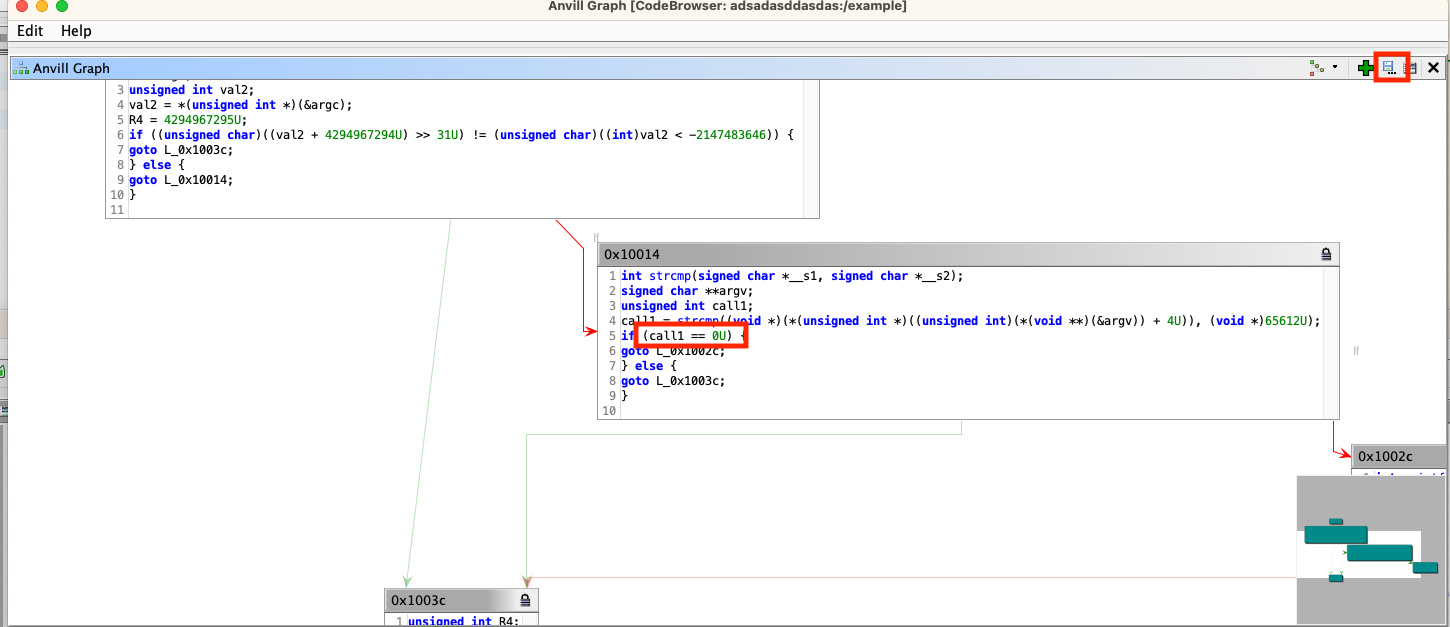 Anvill Graph [CodeBrowser: adsadasddasdas:/example]
Edit Help
Anvill Graph
3 unsigned int val2;
4 val2 = *(unsigned int *)(&argc);
5 R4 = 4294967295U;
6 if ((unsigned char)((val2 + 4294967294U) >> 31U) != (unsigned char)((int)val2 < -2147483646)) {
7 goto L_0x1003c;
8 } else {
9 goto L_0x10014;
10 }
11
If
0x10014
1 int strcmp(signed char *__s1, signed char *__s2);
2 signed char **argv;
3 unsigned int call1;
4 call1 = strcmp((void *)(*(unsigned int *)((unsigned int)(*(void **)(&argv)) + 4U)), (void *)65612U);
5 if (call1 == 0U) {
6 goto L_0x1002c;
7 } else {
8 goto L_0x1003c;
9 }
10
If
0x1002c
0x1003c
1 unsigned int R4;